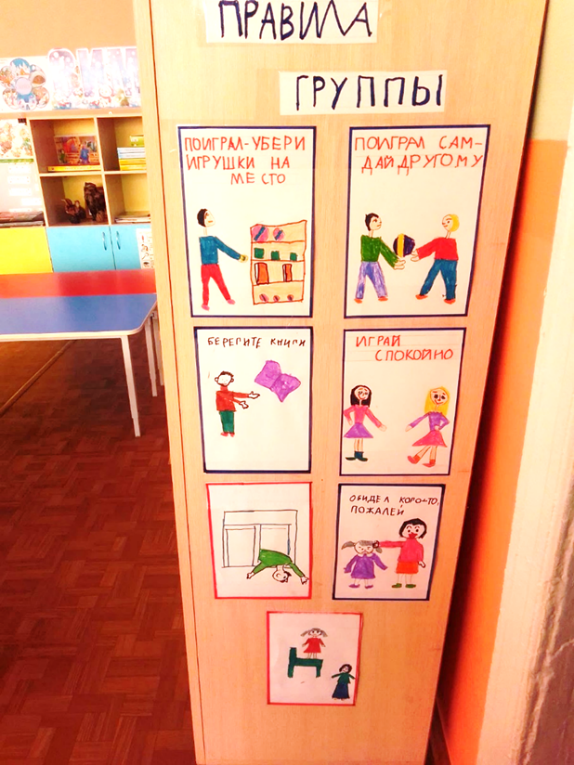 ПРАВИЛА
ГРУППЫ
ПОИГРАЛ-УБЕРИ
ИГРУШКИ НА
МЕСТО
ПОИГРАЛ САМ-
ДАЙ ДРУГОМУ
БЕРЕГИТЕ КНИГИ
ИГРАЙ
СПОКОЙНО
ОБИДЕЛ КОГО-ТО,
ПОЖАЛЕЙ